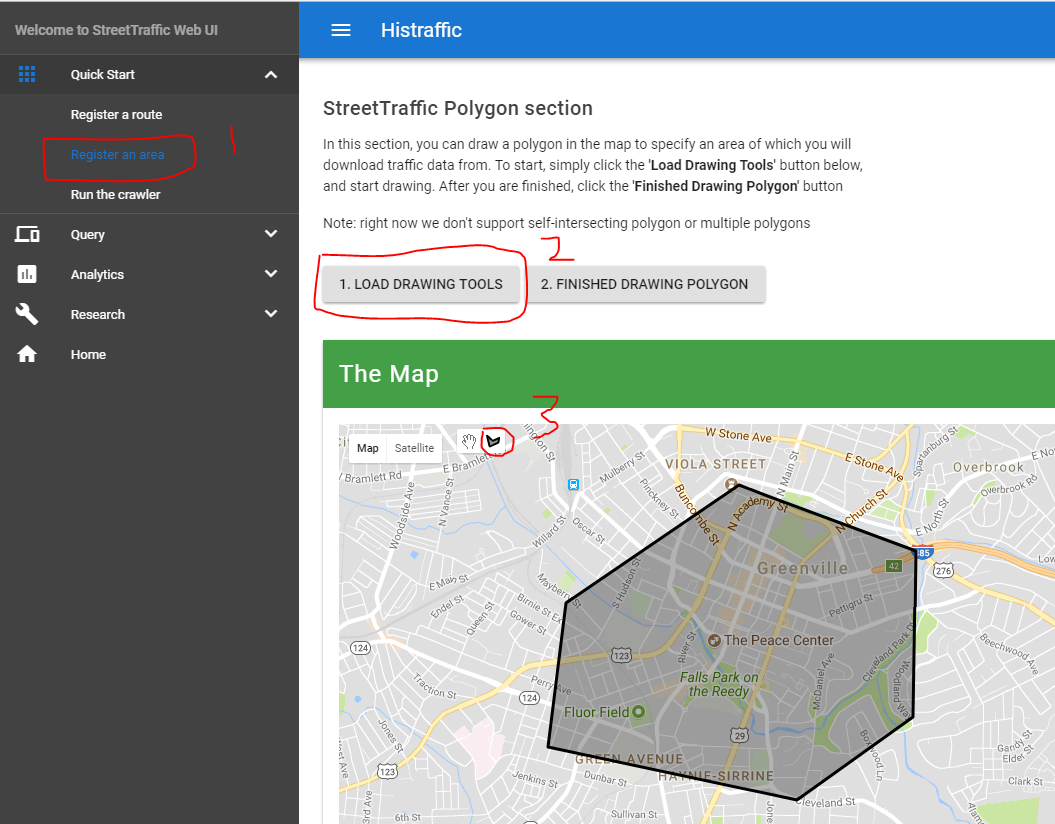 Welcome to StreetTraffic Web UI
Histraffic
Quick Start
Register a route
Register an area
1
Run the crawler
Query
Analytics
Research
Home
StreetTraffic Polygon section
In this section, you can draw a polygon in the map to specify an area of which you will
download traffic data from. To start, simply click the 'Load Drawing Tools' button below,
and start drawing. After you are finished, click the 'Finished Drawing Polygon' button
Note: right now we don't support self-intersecting polygon or multiple polygons
2
1. LOAD DRAWING TOOLS
2. FINISHED DRAWING POLYGON
The Map
3
Map
Satellite
W Stone Ave
E Stone Ave
VIOLA STREET
N Main St
Spartanburg St
Overbrook
Overbrook Rd
E North St
E Bramlett
Bramlett Rd
Mulberry St
Pinckney St
Buncombe St
N Academy St
N Church St
Woodside Ave
N Vance St
Willard St
Oscar St
385
42
276
Greenville
E Main St
Mayberry St
S Hudson St
Endel St
Queen St
Birnie St Ex
Gower St
Pettigru St
The Peace Center
River St
124
123
Cleveland Park Dr
Beechwood Ave
Traction St
Perry Ave
124
Falls Park on
the Reedy
McDaniel Ave
Woodland Wa
Fluor Field
29
Jones St
Boxwood Ln
GREEN AVENUE
HAYNIE-SIRRINE
123
Jenkins St
Dunbar St
Cleveland St
Gandy St
Elder St
Clark St
West Ave
3rd Ave
6th St
Sullivan St
Jone